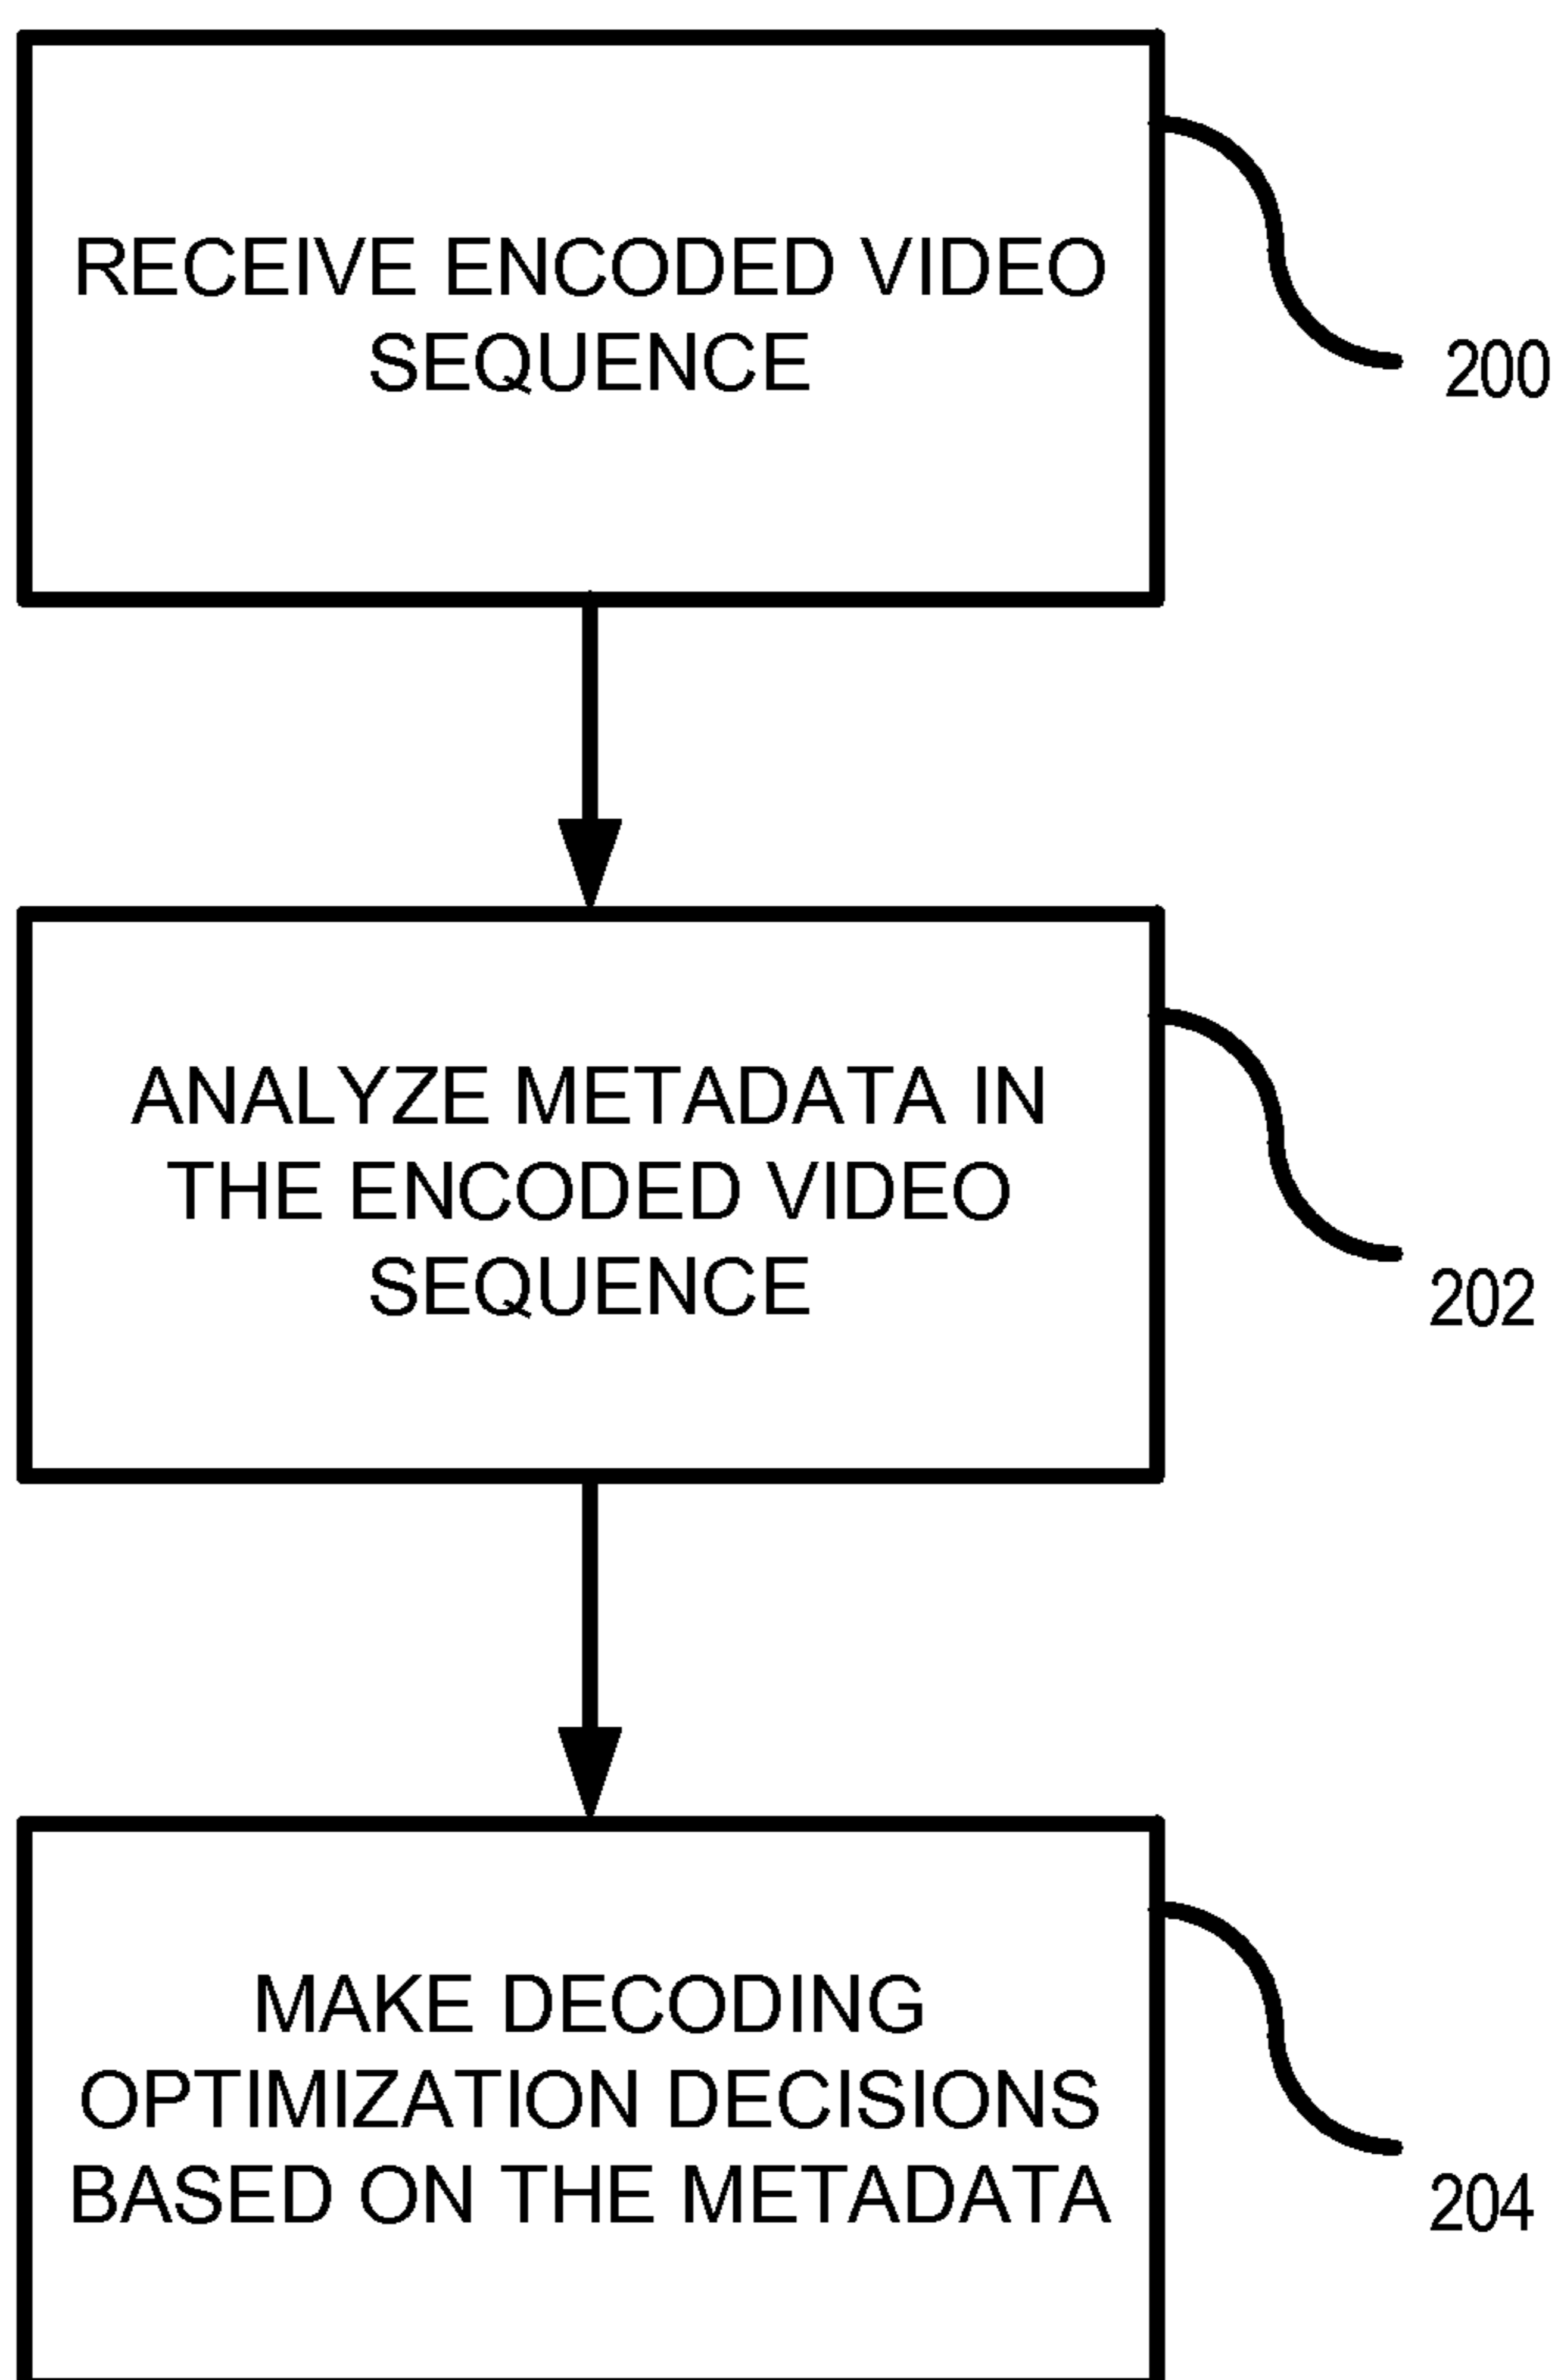 RECEIVE ENCODED VIDEO
SEQUENCE
200
ANALYZE METADATA IN
THE ENCODED VIDEO
SEQUENCE
202
MAKE DECODING
OPTIMIZATION DECISIONS
BASED ON THE METADATA
204